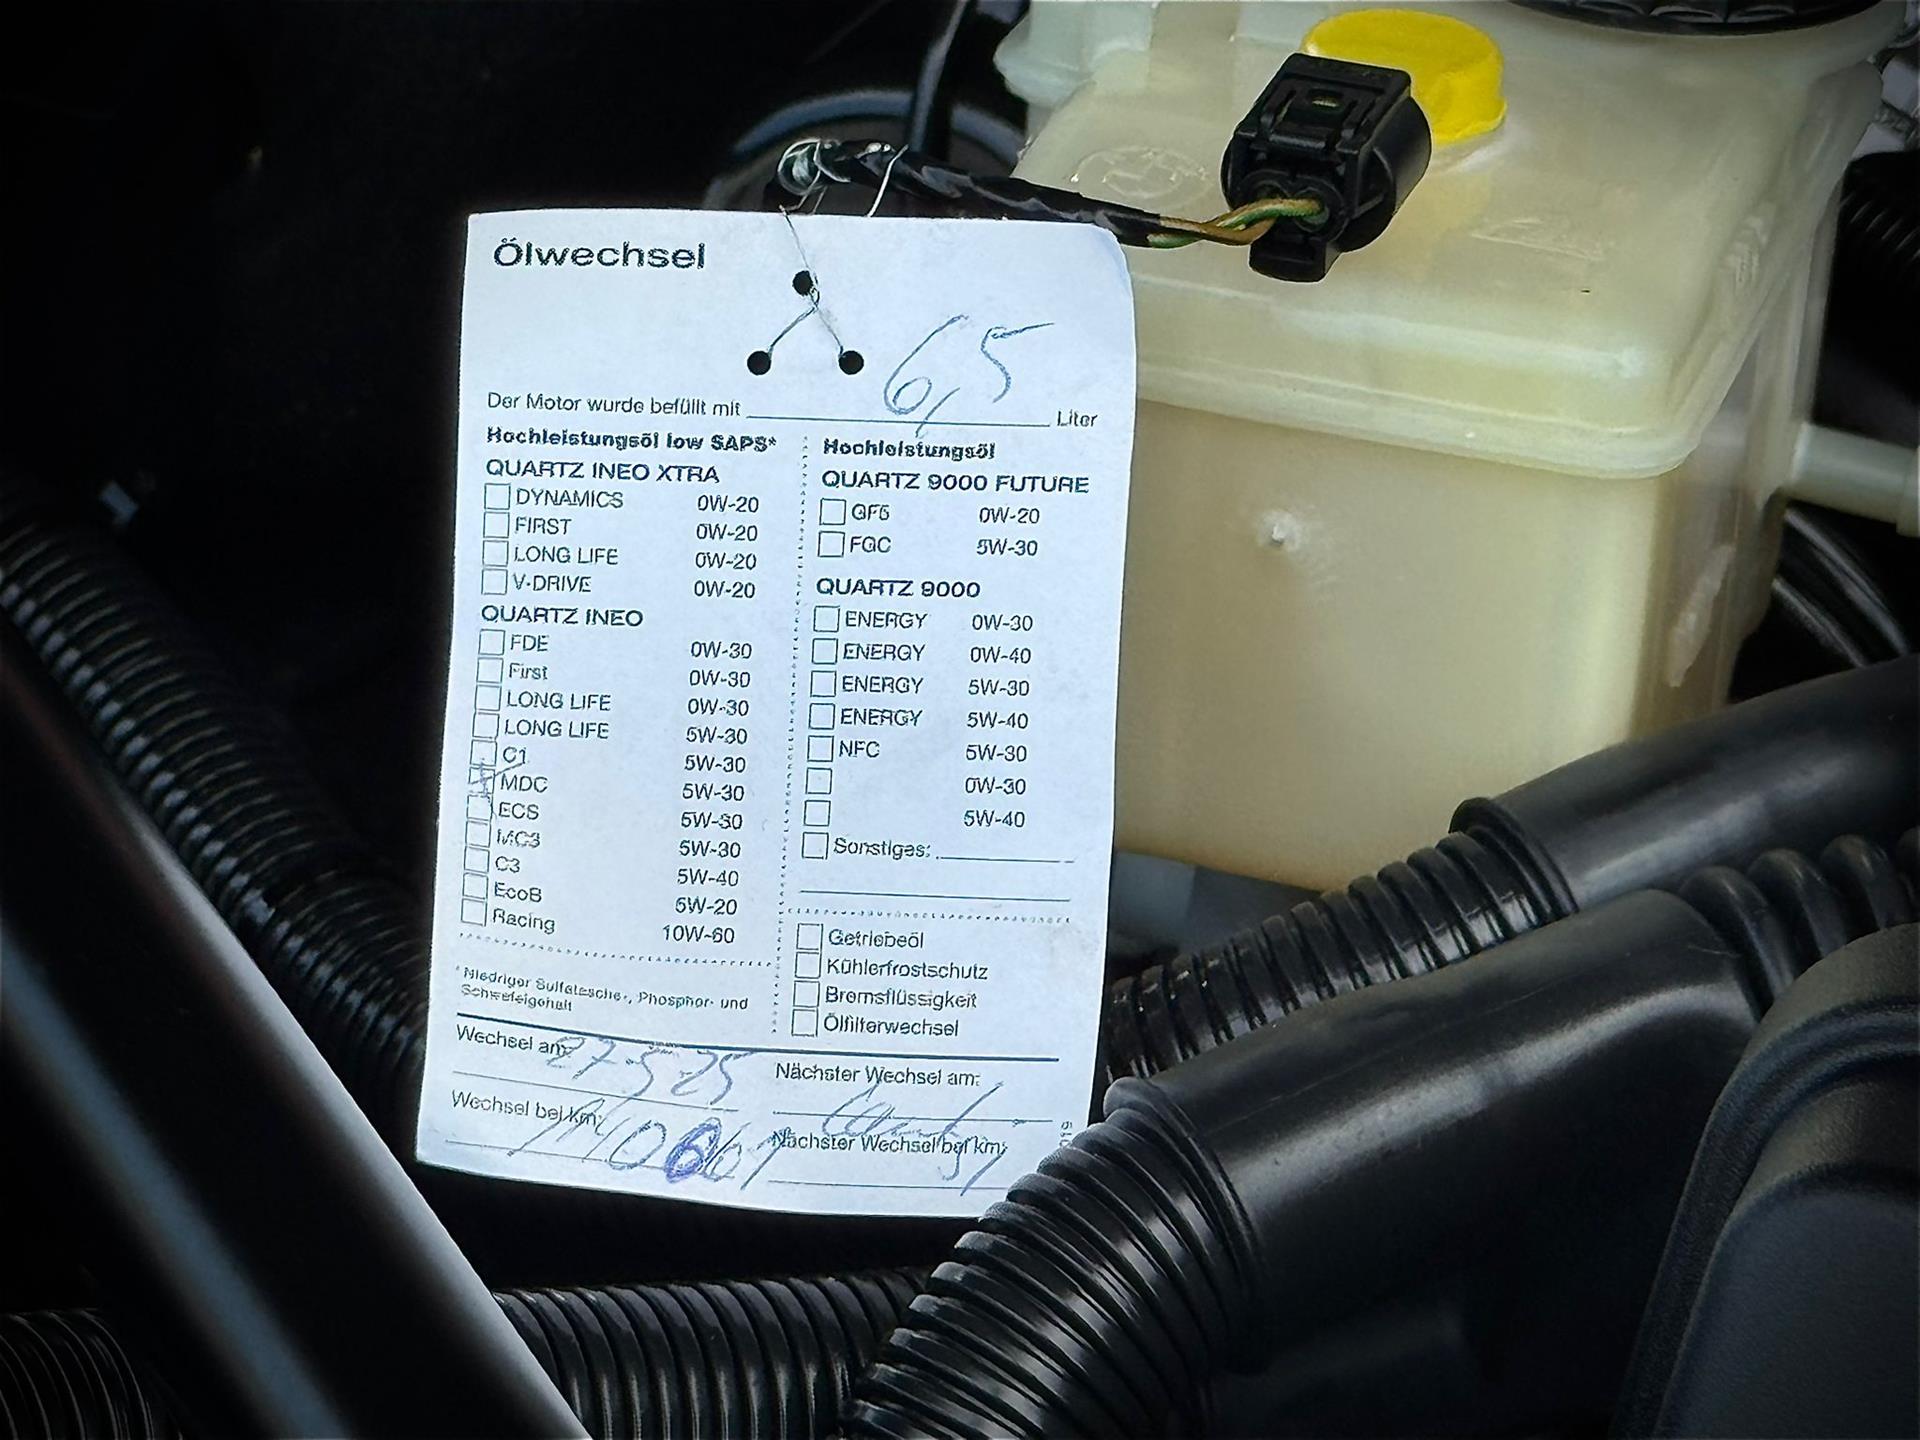 Ölwechsel
6,5
Der Motor wurde befüllt mit Liter
Hochleistungsöl low SAPS*
QUARTZ INEO XTRA
DYNAMICS 0W-20
FIRST 0W-20
LONG LIFE 0W-20
V-DRIVE 0W-20
QUARTZ INEO
FDE 0W-30
First 0W-30
LONG LIFE 0W-30
LONG LIFE 5W-30
C1 5W-30
MDC 5W-30
ECS 5W-30
MC3 5W-30
C3 5W-40
EcoB 5W-20
Racing 10W-60
*Niedriger Sulfatasche-, Phosphor- und
Schwefelgehalt
Hochleistungsöl
QUARTZ 9000 FUTURE
GF5 0W-20
FGC 5W-30
QUARTZ 9000
ENERGY 0W-30
ENERGY 0W-40
ENERGY 5W-30
ENERGY 5W-40
NFC 5W-30
0W-30
5W-40
Sonstiges:
Getriebeöl
Kühlerfrostschutz
Bremsflüssigkeit
Ölfilterwechsel
Wechsel am: 27-5-25
Wechsel bei km:
Nächster Wechsel am:
Nächster Wechsel bei km: